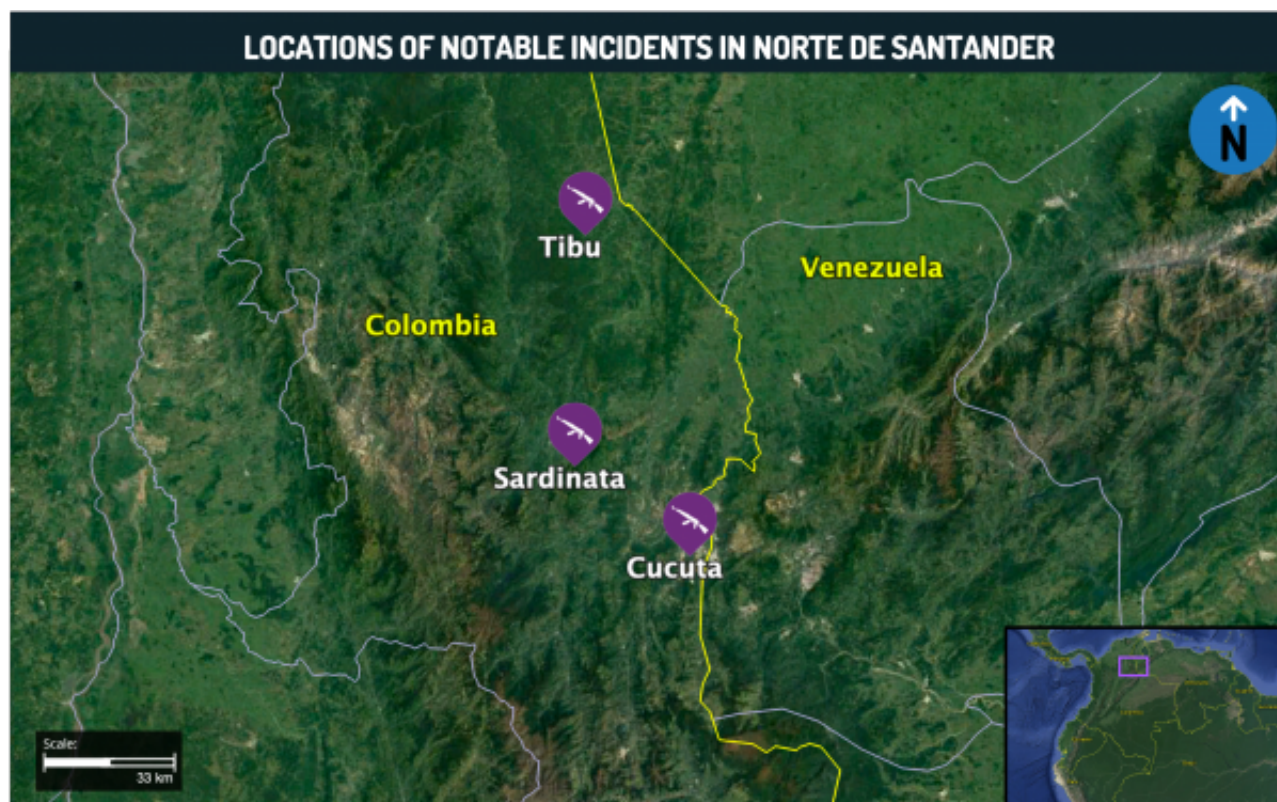 LOCATIONS OF NOTABLE INCIDENTS IN NORTE DE SANTANDER
N
Tibu
Venezuela
Colombia
Sardinata
Cucuta
Scale:
33 km